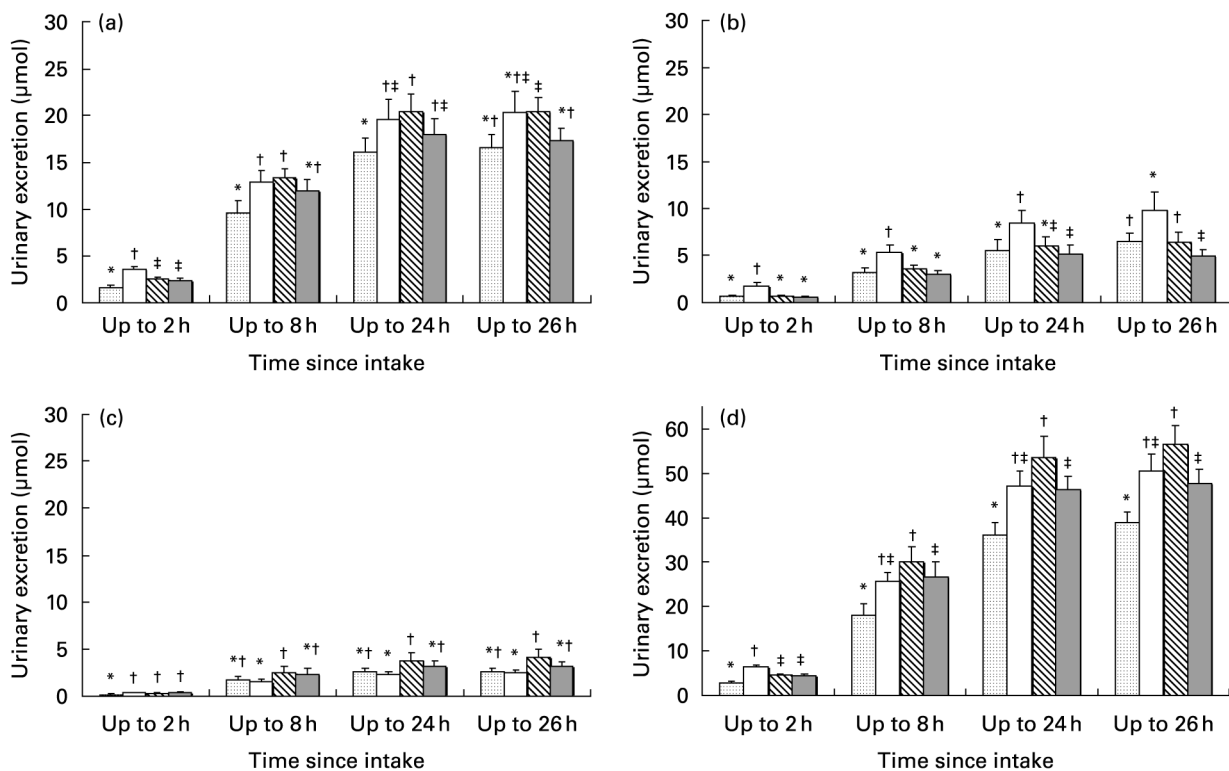 (a)
Urinary excretion (μmol)
30
25
20
15
10
5
0
* † ‡ ‡
* † † *†
* †‡ † †‡
*† *†‡ ‡ *†
Up to 2 h Up to 8 h Up to 24 h Up to 26 h
Time since intake
(b)
Urinary excretion (μmol)
30
25
20
15
10
5
0
* † * *
* † * *
* † *‡ ‡
† * † ‡
Up to 2 h Up to 8 h Up to 24 h Up to 26 h
Time since intake
(c)
Urinary excretion (μmol)
30
25
20
15
10
5
0
* † † †
*† * † *†
*† * † *†
*† * † *†
Up to 2 h Up to 8 h Up to 24 h Up to 26 h
Time since intake
(d)
Urinary excretion (μmol)
60
50
40
30
20
10
0
* † ‡ ‡
* †‡ † ‡
* †‡ † ‡
* †‡ † ‡
Up to 2 h Up to 8 h Up to 24 h Up to 26 h
Time since intake